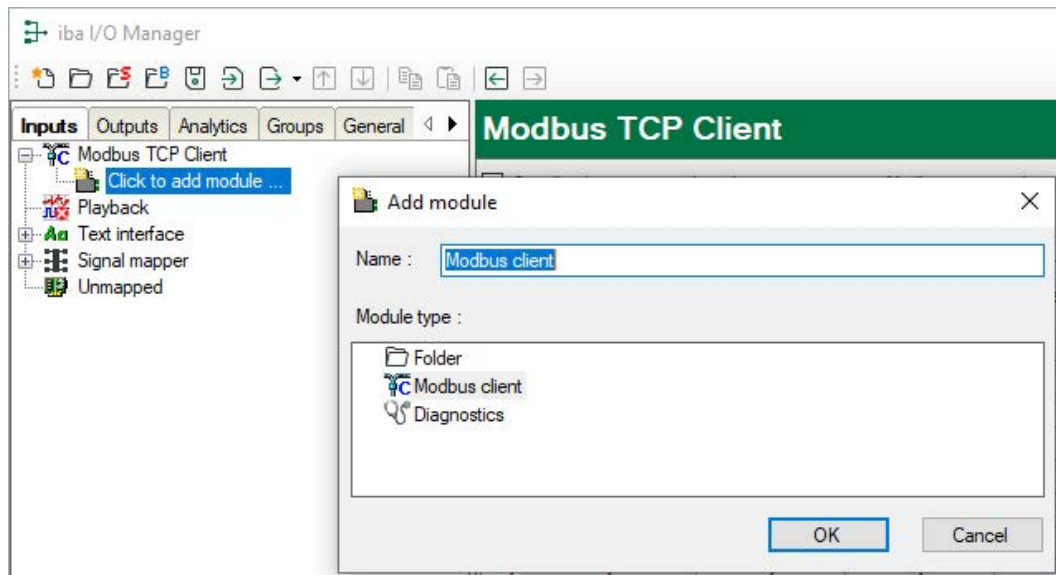 iba I/O Manager
Inputs Outputs Analytics Groups General
Modbus TCP Client
Modbus TCP Client
Click to add module ...
Playback
Text interface
Signal mapper
Unmapped
Add module
Name :
Modbus client
Module type :
Folder
Modbus client
Diagnostics
OK Cancel